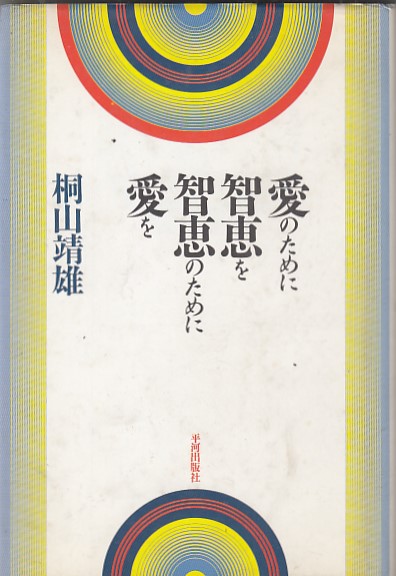 愛のために
智恵を
智恵のために
愛を
桐山靖雄
平河出版社